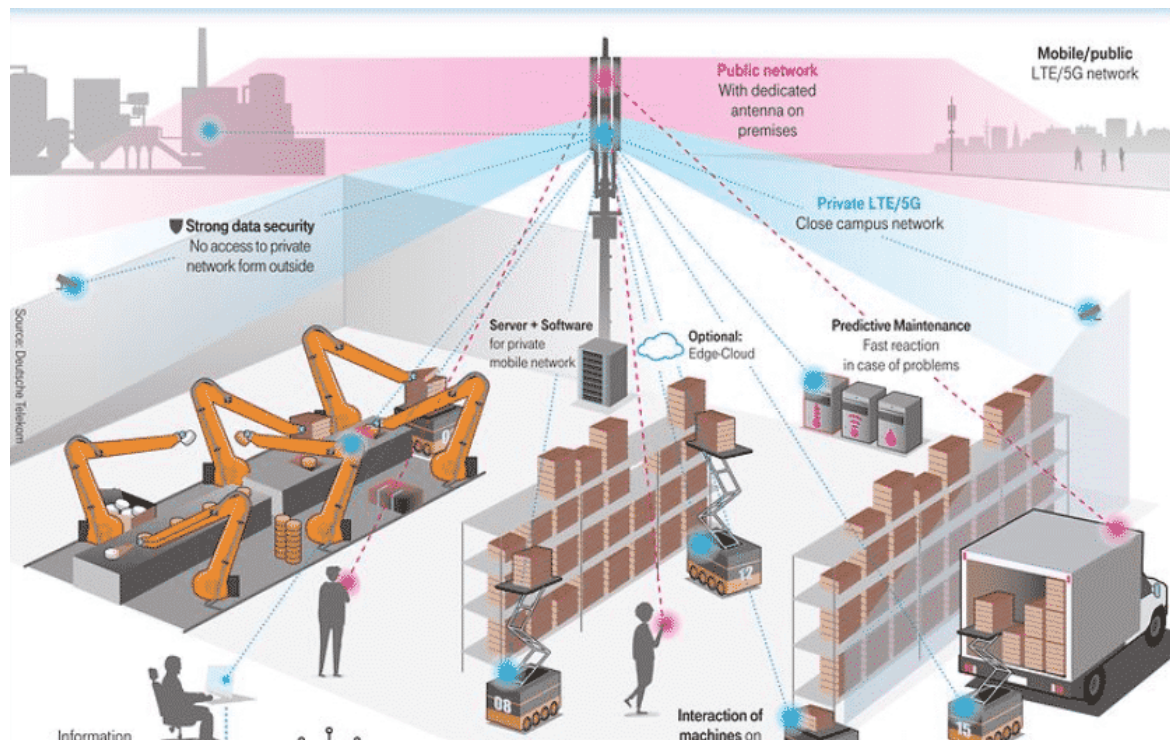 Mobile/public
LTE/5G network
Public network
With dedicated
antenna on
premises
Strong data security
No access to private
network form outside
Private LTE/5G
Close campus network
Source: Deutsche Telekom
Server + Software
for private
mobile network
Optional:
Edge-Cloud
Predictive Maintenance
Fast reaction
in case of problems
12
08
15
Information
Interaction of
machines on